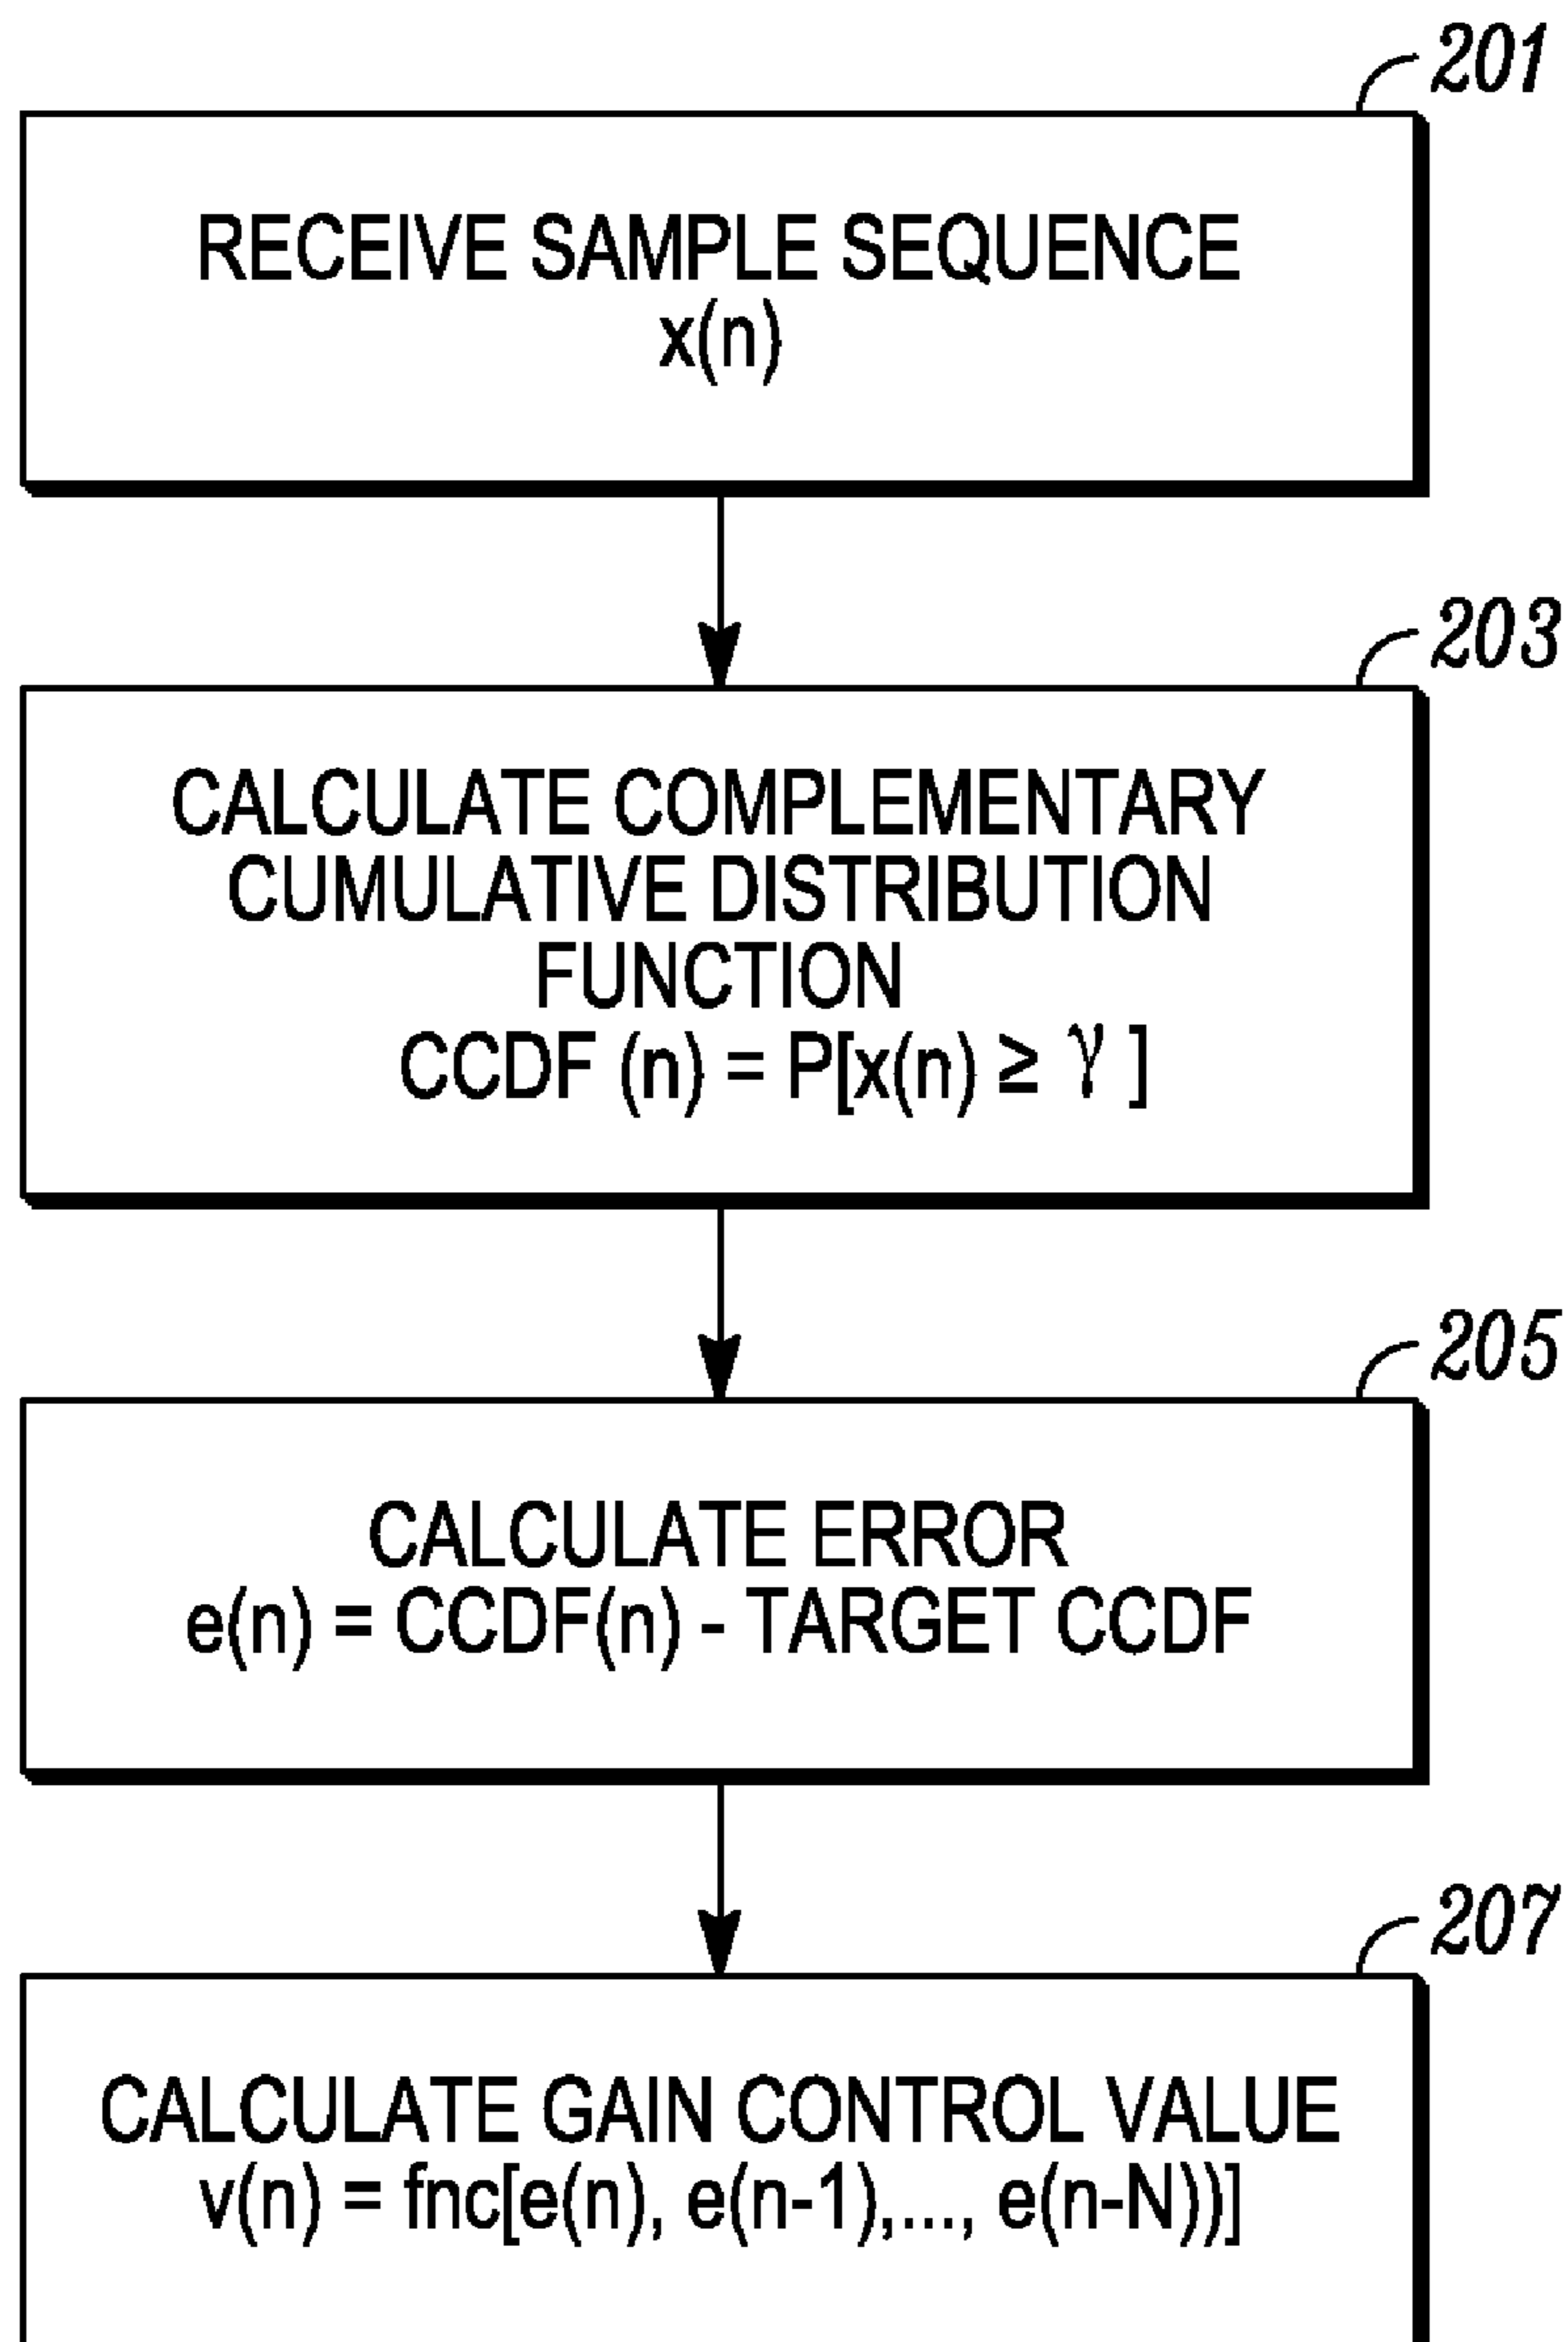 201
RECEIVE SAMPLE SEQUENCE
x(n)
203
CALCULATE COMPLEMENTARY
CUMULATIVE DISTRIBUTION
FUNCTION
CCDF (n) = P[x(n) ≥ γ ]
205
CALCULATE ERROR
e(n) = CCDF(n) - TARGET CCDF
207
CALCULATE GAIN CONTROL VALUE
v(n) = fnc[e(n), e(n-1),..., e(n-N))]